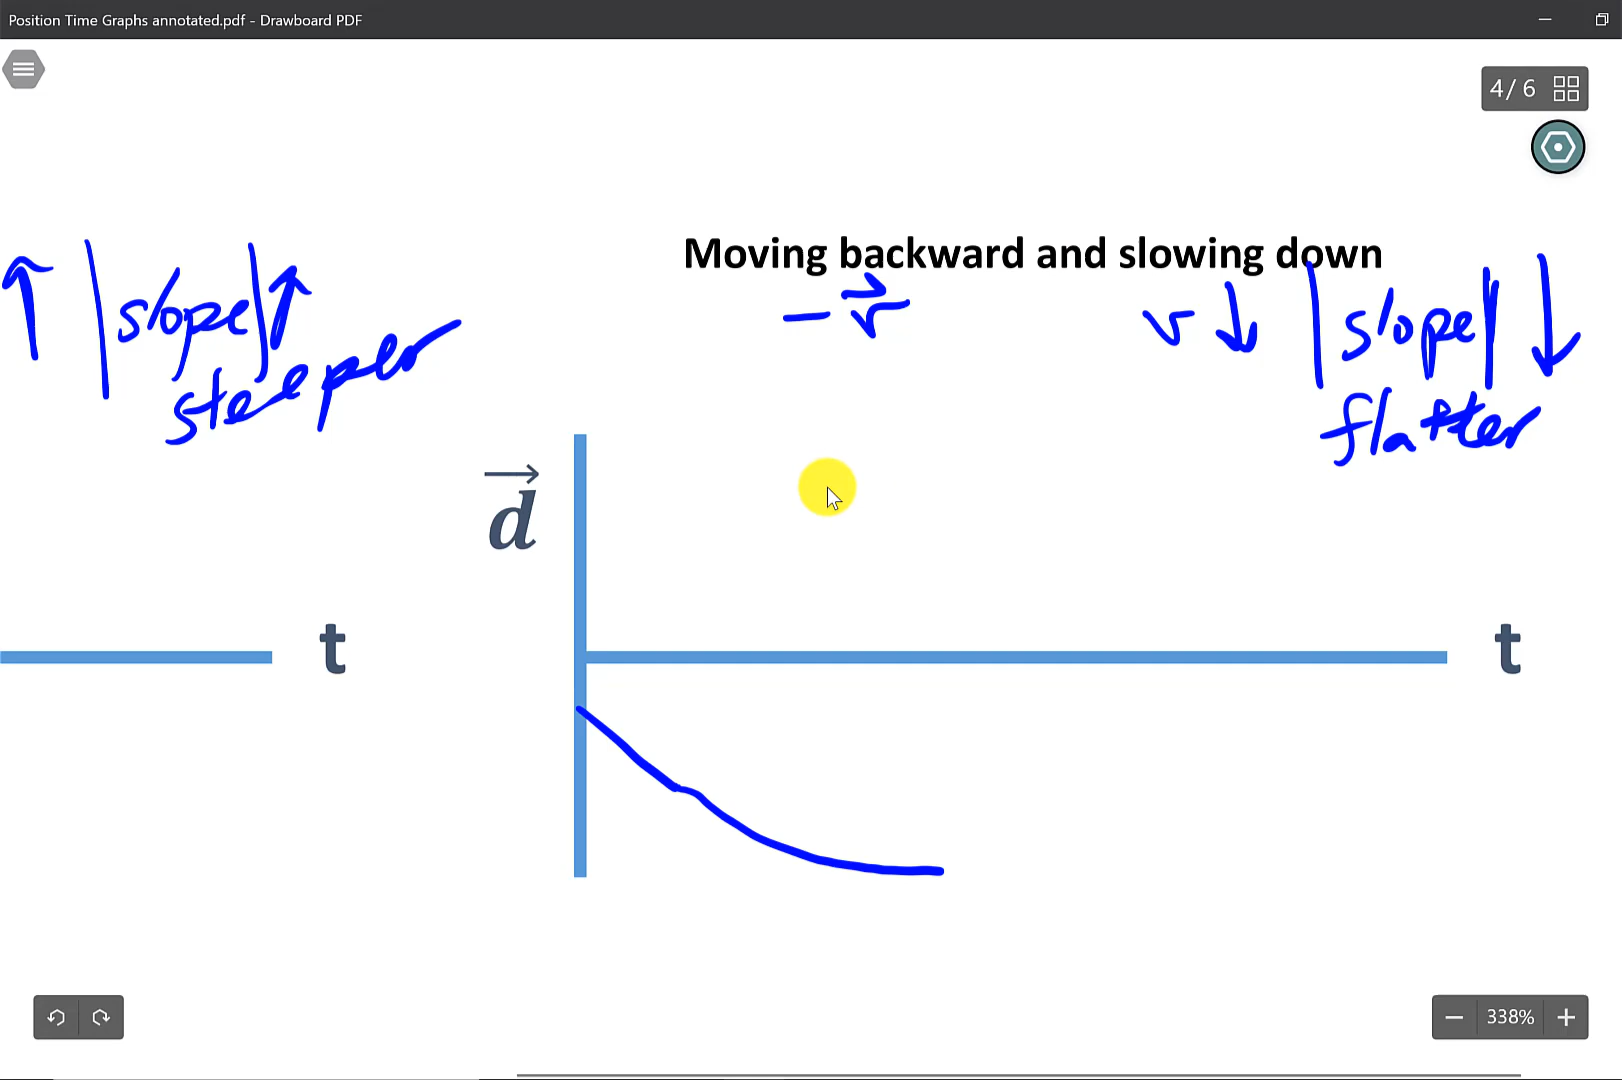 Position Time Graphs annotated.pdf - Drawboard PDF
4/ 6
Moving backward and slowing down
↑ |slope|↑
steeper
-v⃗
v ↓ |slope| ↓
flatter
d⃗
t
t
338%